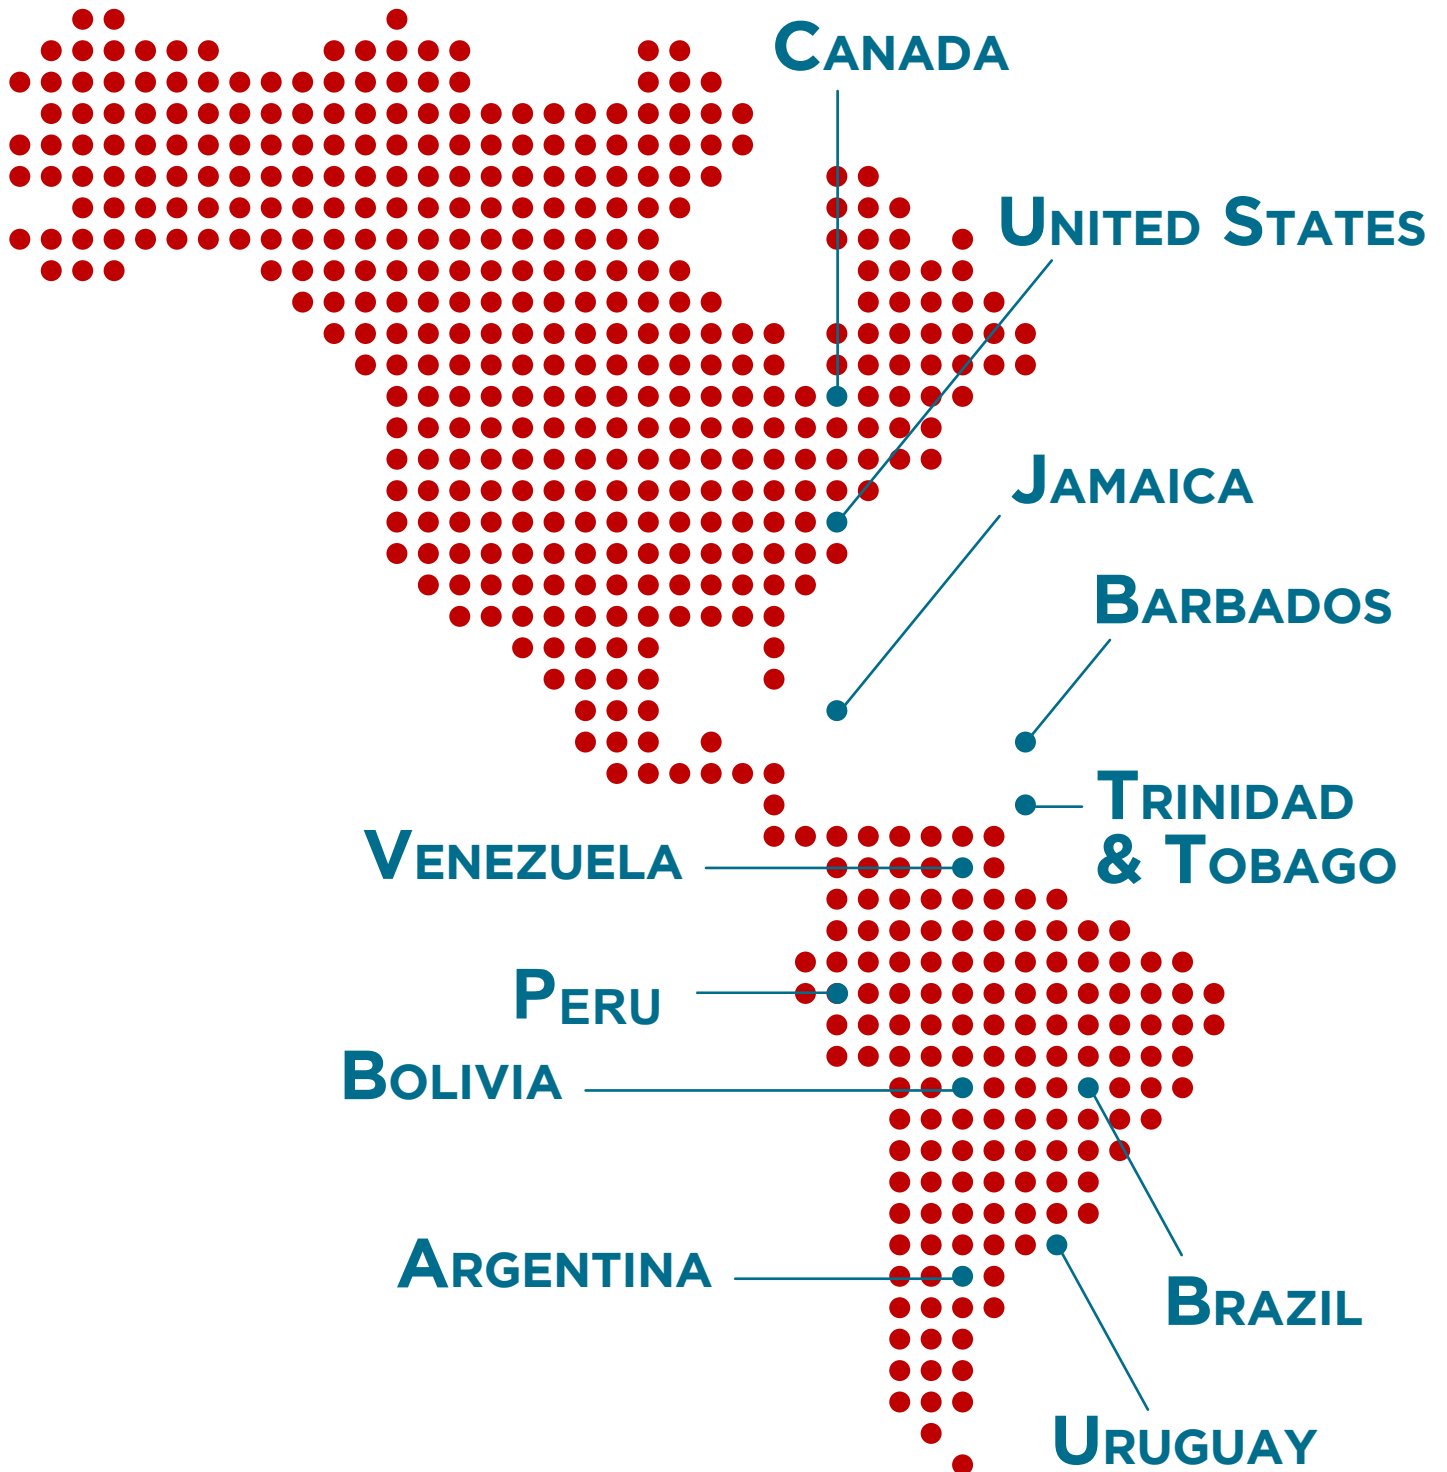 CANADA
UNITED STATES
JAMAICA
BARBADOS
TRINIDAD
& TOBAGO
VENEZUELA
PERU
BOLIVIA
ARGENTINA
BRAZIL
URUGUAY